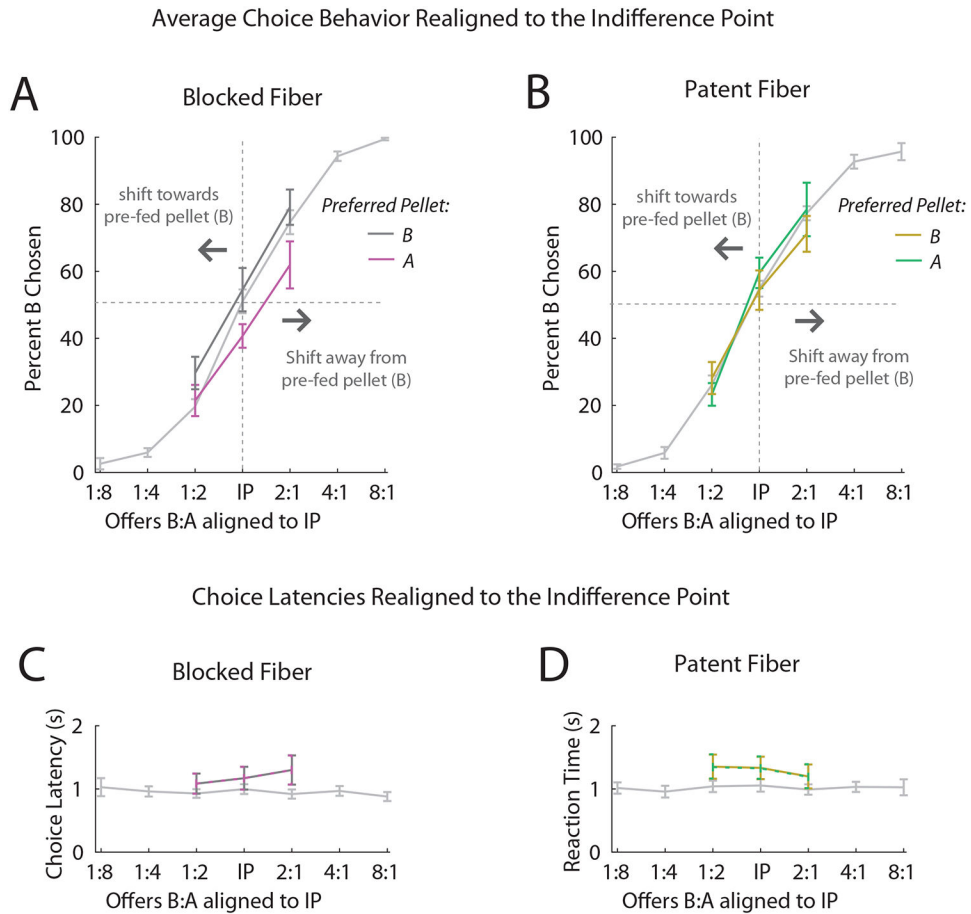 Average Choice Behavior Realigned to the Indifference Point
A
Blocked Fiber
Percent B Chosen
100
80
60
40
20
0
shift towards
pre-fed pellet (B)
Preferred Pellet:
B
A
Shift away from
pre-fed pellet (B)
1:8 1:4 1:2 IP 2:1 4:1 8:1
Offers B:A aligned to IP
B
Patent Fiber
Percent B Chosen
100
80
60
40
20
0
shift towards
pre-fed pellet (B)
Preferred Pellet:
B
A
Shift away from
pre-fed pellet (B)
1:8 1:4 1:2 IP 2:1 4:1 8:1
Offers B:A aligned to IP
Choice Latencies Realigned to the Indifference Point
C
Blocked Fiber
Choice Latency (s)
2
1
0
1:8 1:4 1:2 IP 2:1 4:1 8:1
Offers B:A aligned to IP
D
Patent Fiber
Reaction Time (s)
2
1
0
1:8 1:4 1:2 IP 2:1 4:1 8:1
Offers B:A aligned to IP